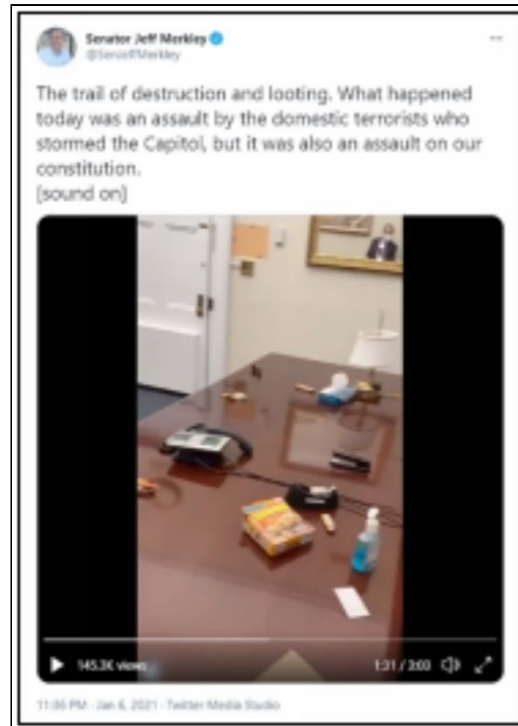 Senator Jeff Merkley
@SenJeffMerkley
The trail of destruction and looting. What happened
today was an assault by the domestic terrorists who
stormed the Capitol, but it was also an assault on our
constitution.
[sound on]
145.3K views
1:31 / 3:03
11:36 PM · Jan 6, 2021 · Twitter Media Studio